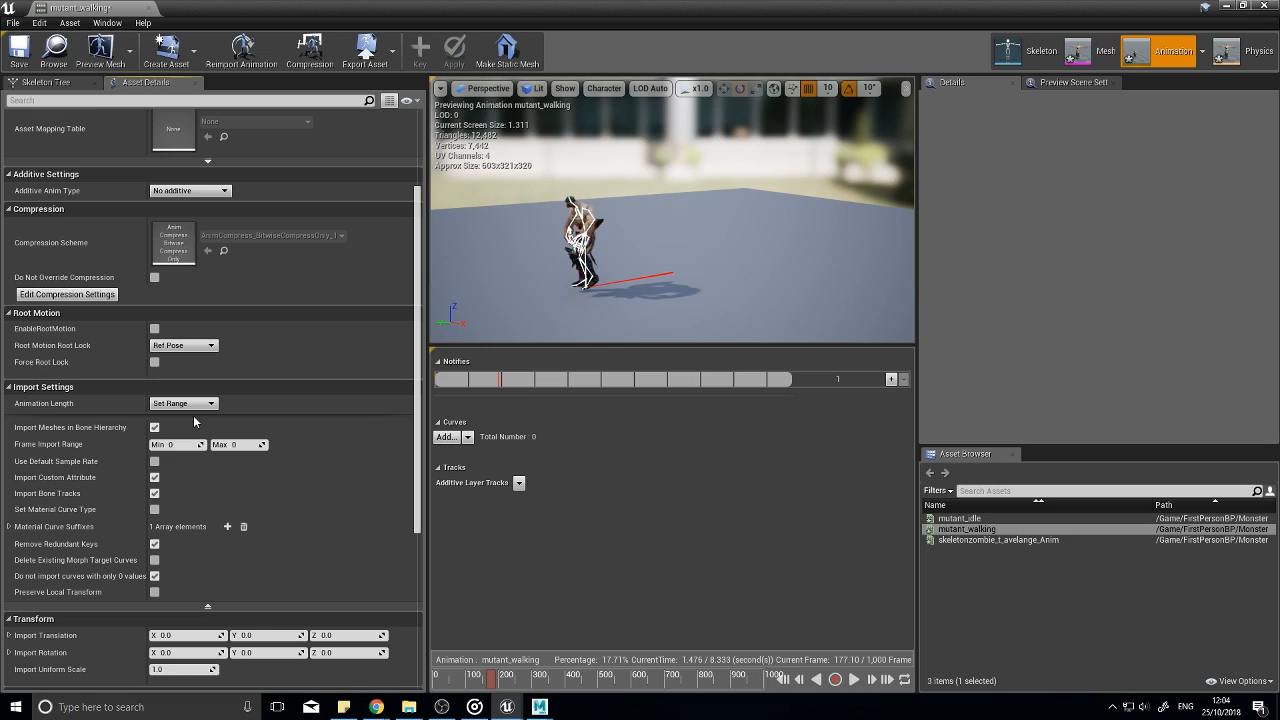 mutant_walking*
File Edit Asset Window Help
Save Browse Preview Mesh Create Asset Reimport Animation Compression Export Asset Key Apply Make Static Mesh Skeleton Mesh Animation Physics
Skeleton Tree Asset Details
Search
Asset Mapping Table None None
Additive Settings
Additive Anim Type No additive
Compression
Compression Scheme Anim Compress Bitwise Compress Only AnimCompress_BitwiseCompressOnly_1
Do Not Override Compression
Edit Compression Settings
Root Motion
EnableRootMotion
Root Motion Root Lock Ref Pose
Force Root Lock
Import Settings
Animation Length Set Range
Import Meshes in Bone Hierarchy
Frame Import Range Min 0 Max 0
Use Default Sample Rate
Import Custom Attribute
Import Bone Tracks
Set Material Curve Type
Material Curve Suffixes 1 Array elements
Remove Redundant Keys
Delete Existing Morph Target Curves
Do not import curves with only 0 values
Preserve Local Transform
Transform
Import Translation X 0.0 Y 0.0 Z 0.0
Import Rotation X 0.0 Y 0.0 Z 0.0
Import Uniform Scale 1.0
Perspective Lit Show Character LOD Auto x1.0 10 10°
Previewing Animation mutant_walking
LOD: 0
Current Screen Size: 1.311
Triangles: 12,482
Vertices: 7,442
UV Channels: 4
Approx Size: 603x321x320
Z
X
Notifies
1
Curves
Add... Total Number : 0
Tracks
Additive Layer Tracks
Animation : mutant_walking Percentage: 17.71% CurrentTime: 1.476 / 8.333 (second(s)) Current Frame: 177.10 / 1,000 Frame
0 100 200 300 400 500 600 700 800 900 1000
Details Preview Scene Sett
Asset Browser
Filters Search Assets
Name Path
mutant_idle /Game/FirstPersonBP/Monster
mutant_walking /Game/FirstPersonBP/Monster
skeletonzombie_t_avelange_Anim /Game/FirstPersonBP/Monster
3 items (1 selected) View Options
Type here to search
12:04
25/10/2018